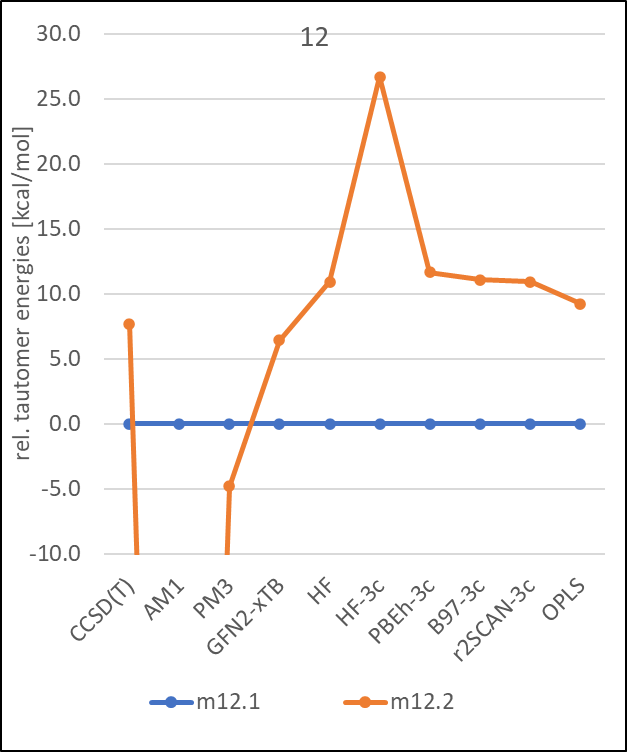 12
rel. tautomer energies [kcal/mol]
30.0
25.0
20.0
15.0
10.0
5.0
0.0
-5.0
-10.0
CCSD(T)
AM1
PM3
GFN2-xTB
HF
HF-3c
PBEh-3c
B97-3c
r2SCAN-3c
OPLS
m12.1
m12.2